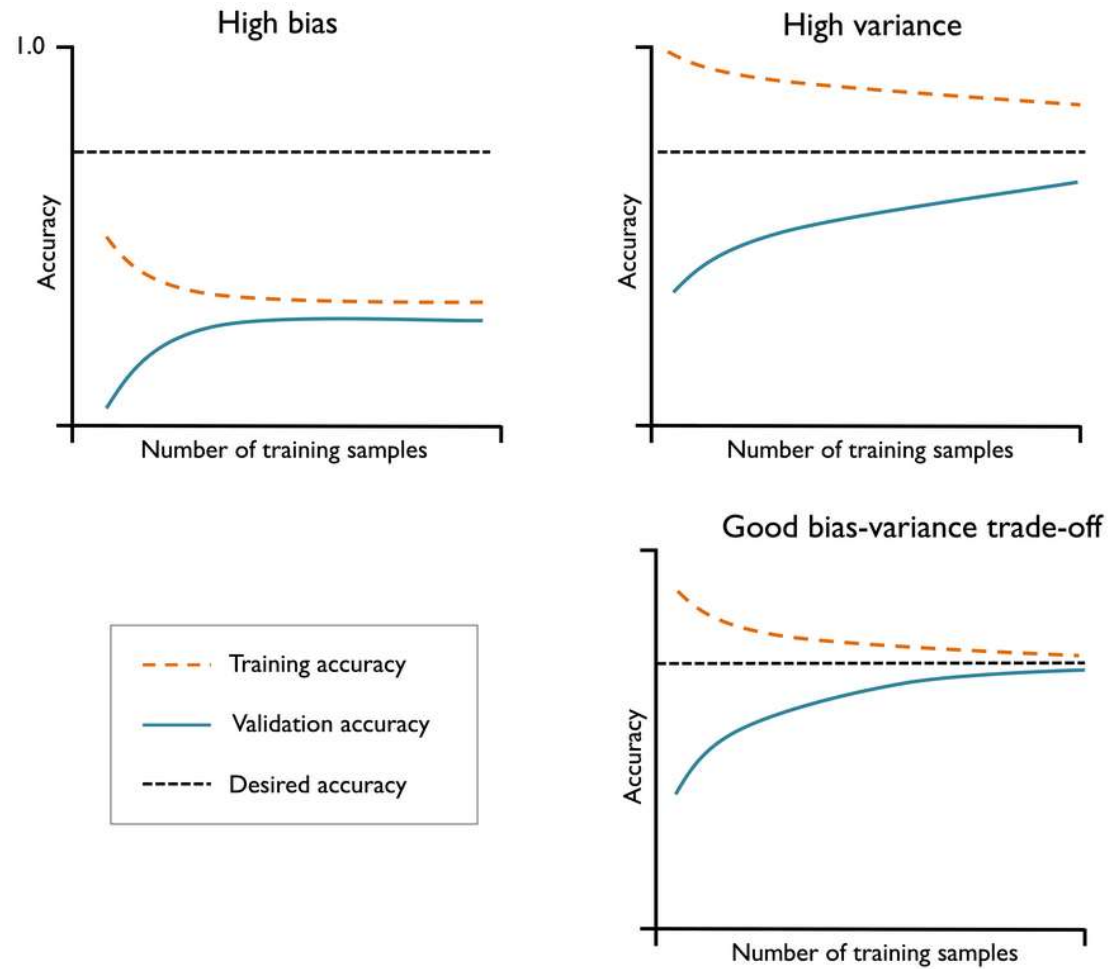 High bias
1.0
Accuracy
Number of training samples
High variance
Accuracy
Number of training samples
Good bias-variance trade-off
Accuracy
Number of training samples
Training accuracy
Validation accuracy
Desired accuracy